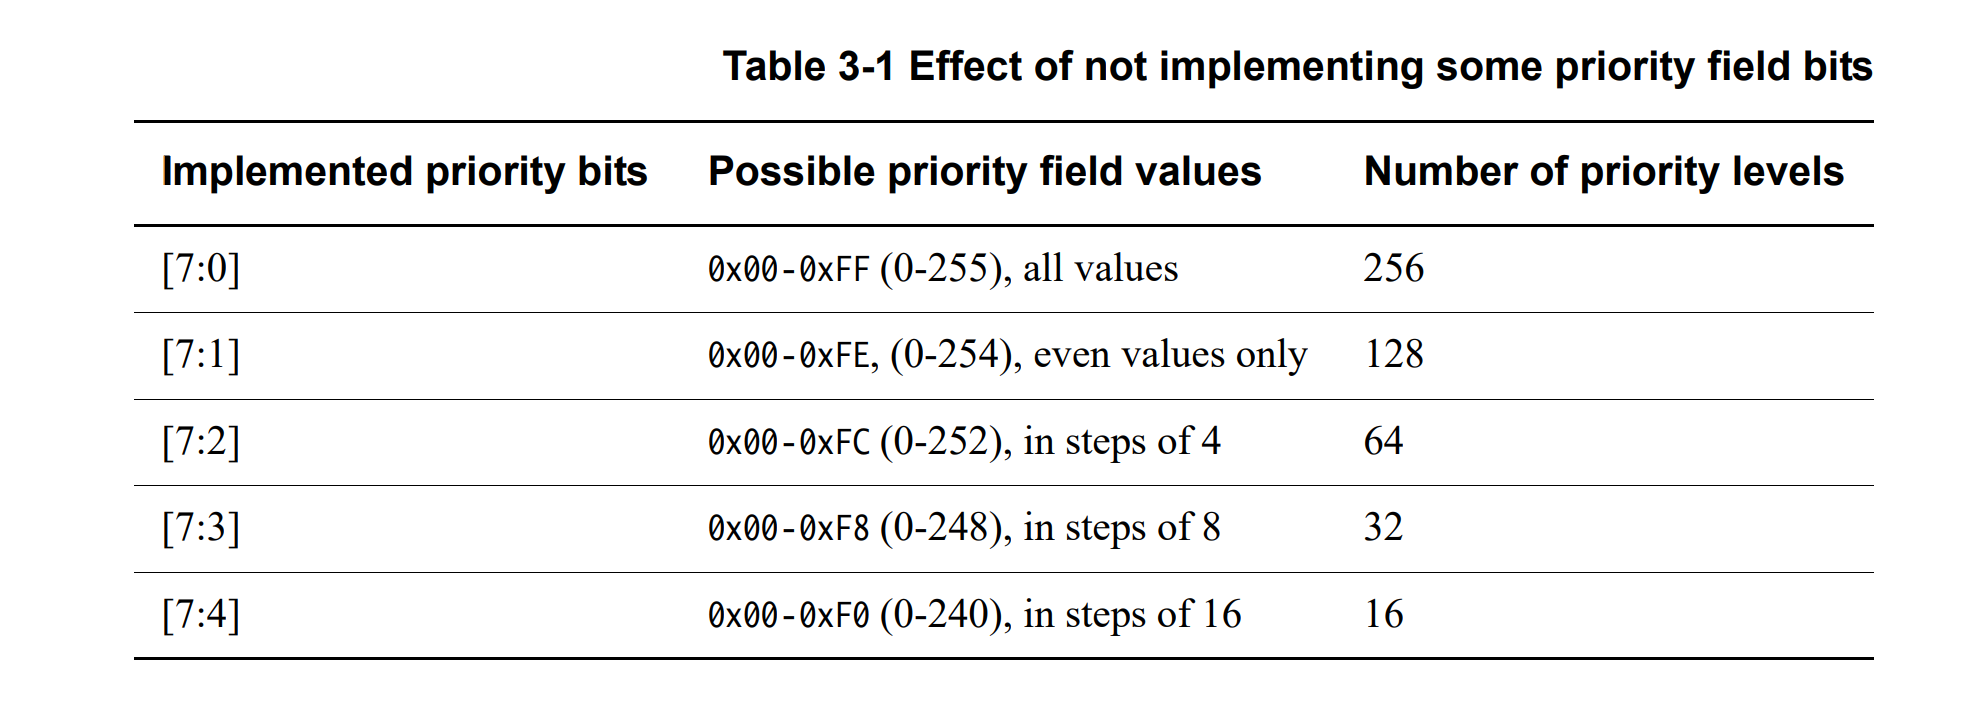 Table 3-1 Effect of not implementing some priority field bits
Implemented priority bits Possible priority field values Number of priority levels
[7:0] 0x00-0xFF (0-255), all values 256
[7:1] 0x00-0xFE, (0-254), even values only 128
[7:2] 0x00-0xFC (0-252), in steps of 4 64
[7:3] 0x00-0xF8 (0-248), in steps of 8 32
[7:4] 0x00-0xF0 (0-240), in steps of 16 16